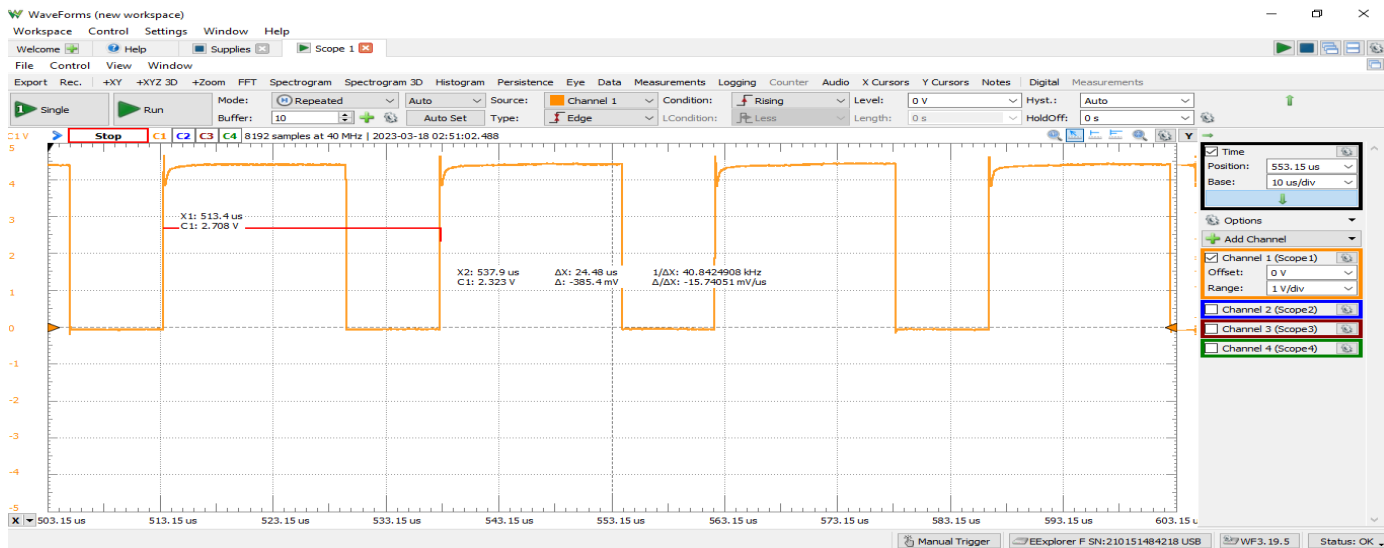 WaveForms (new workspace)
Workspace Control Settings Window Help
Welcome Help Supplies Scope 1
File Control View Window
Export Rec. +XY +XYZ 3D +Zoom FFT Spectrogram Spectrogram 3D Histogram Persistence Eye Data Measurements Logging Counter Audio X Cursors Y Cursors Notes Digital Measurements
Single Run Mode: Repeated Auto Source: Channel 1 Condition: Rising Level: 0 V Hyst.: Auto
Buffer: 10 Auto Set Type: Edge LCondition: Less Length: 0 s HoldOff: 0 s
C1 V Stop C1 C2 C3 C4 8192 samples at 40 MHz | 2023-03-18 02:51:02.488 Y
5
4
3
2
1
0
-1
-2
-3
-4
-5
X1: 513.4 us
C1: 2.708 V
X2: 537.9 us ΔX: 24.48 us 1/ΔX: 40.8424908 kHz
C1: 2.323 V Δ: -385.4 mV Δ/ΔX: -15.74051 mV/us
X 503.15 us 513.15 us 523.15 us 533.15 us 543.15 us 553.15 us 563.15 us 573.15 us 583.15 us 593.15 us 603.15 u
Time
Position: 553.15 us
Base: 10 us/div
Options
Add Channel
Channel 1 (Scope1)
Offset: 0 V
Range: 1 V/div
Channel 2 (Scope2)
Channel 3 (Scope3)
Channel 4 (Scope4)
Manual Trigger EExplorer F SN:210151484218 USB WF3.19.5 Status: OK